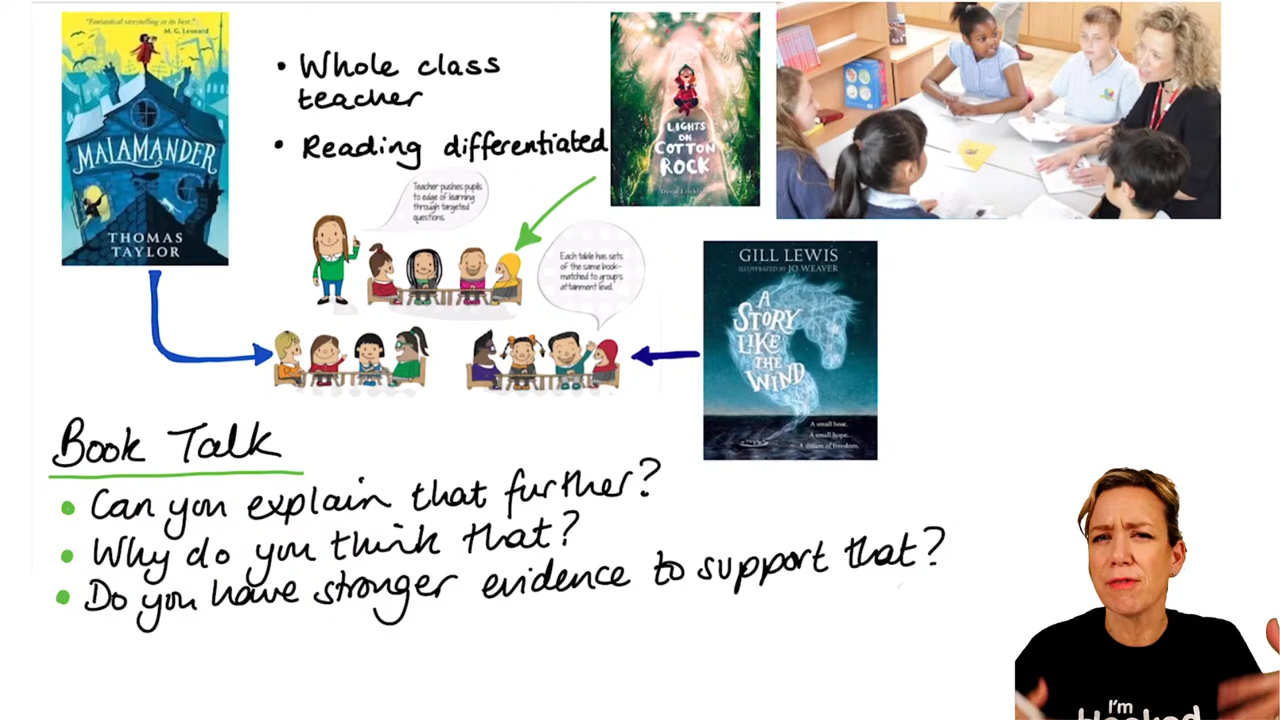 "Fantastical storytelling at its best."
M. G. Leonard
MALAMANDER
THOMAS
TAYLOR
• Whole class
teacher
• Reading differentiated
LIGHTS
ON
COTTON
ROCK
Teacher pushes pupils
to edge of learning
through targeted
questions.
Each table has sets
of the same book-
matched to group's
attainment level.
GILL LEWIS
ILLUSTRATED BY JO WEAVER
A
STORY
LIKE
THE
WIND
A small boat.
A small hope.
A dream of freedom.
Book Talk
• Can you explain that further?
• Why do you think that?
• Do you have stronger evidence to support that?
I'm